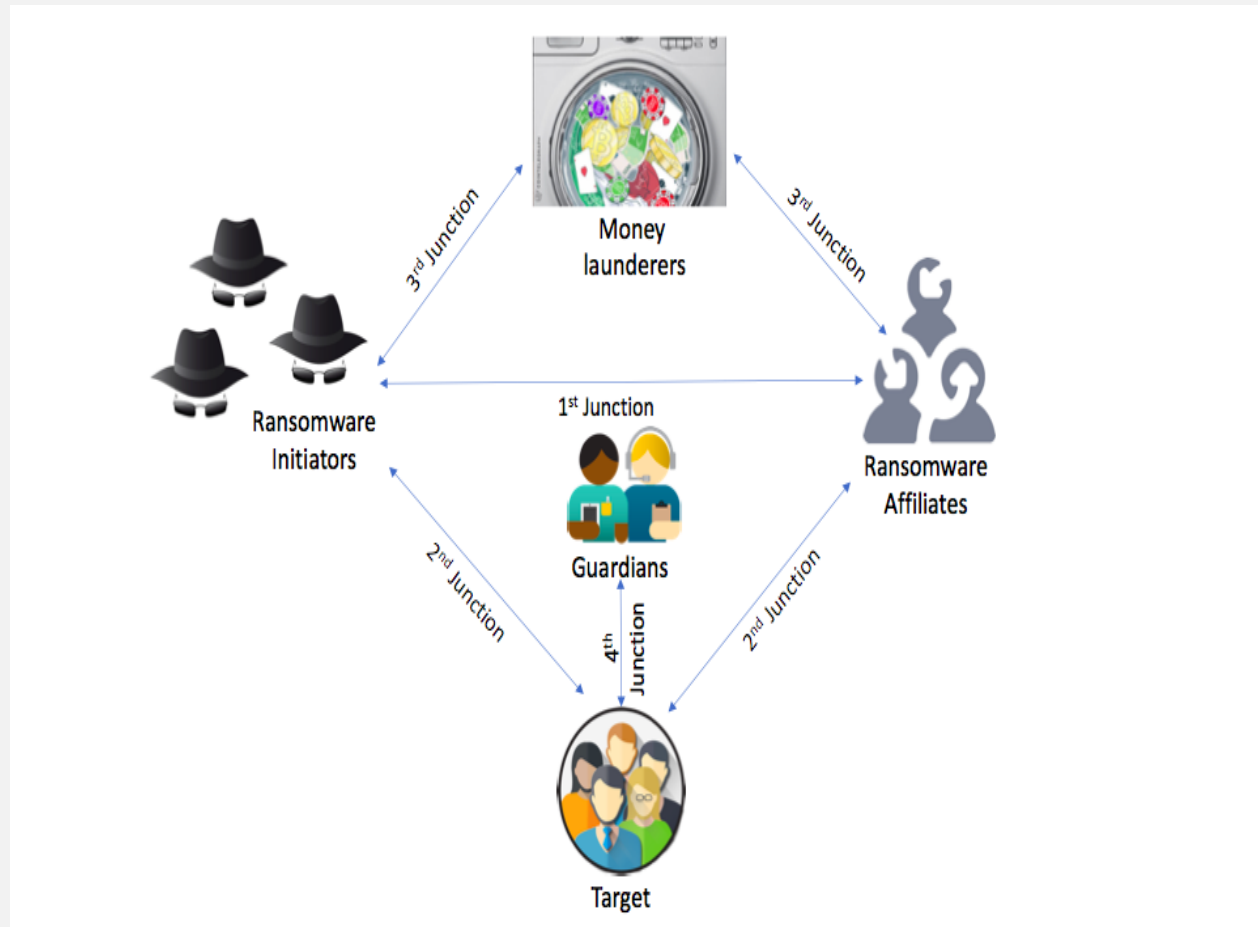 Money
launderers
3rd Junction
3rd Junction
Ransomware
Initiators
1st Junction
Ransomware
Affiliates
Guardians
2nd Junction
4th
Junction
2nd Junction
Target